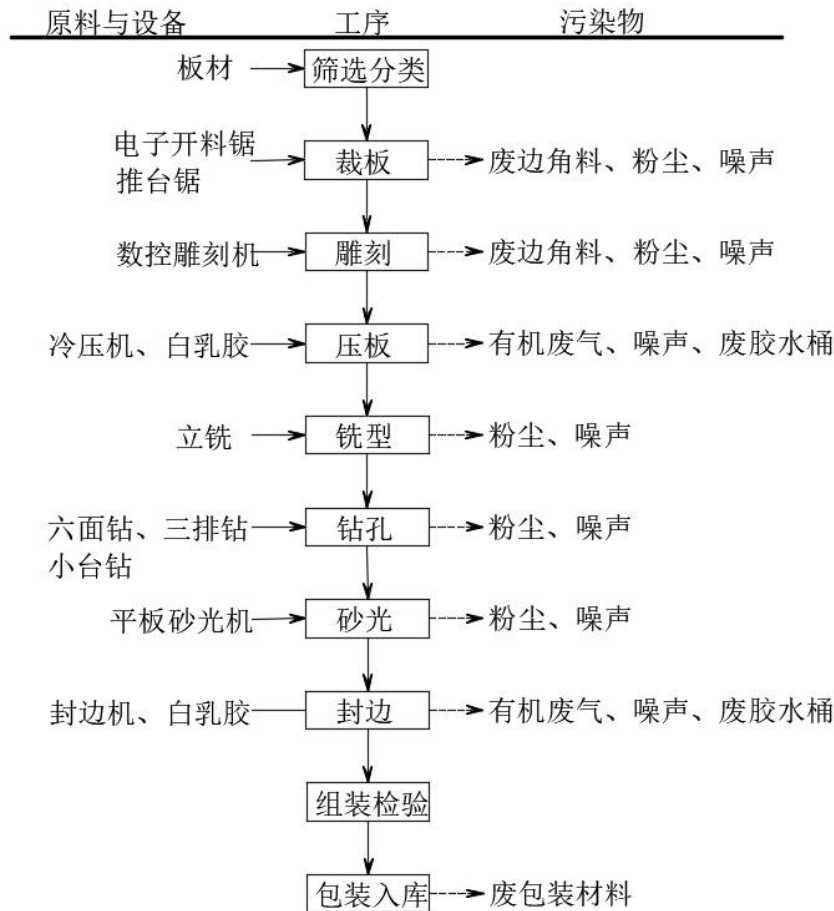 原料与设备 工序 污染物
板材 筛选分类
电子开料锯
推台锯 裁板 废边角料、粉尘、噪声
数控雕刻机 雕刻 废边角料、粉尘、噪声
冷压机、白乳胶 压板 有机废气、噪声、废胶水桶
立铣 铣型 粉尘、噪声
六面钻、三排钻 钻孔 粉尘、噪声
小台钻
平板砂光机 砂光 粉尘、噪声
封边机、白乳胶 封边 有机废气、噪声、废胶水桶
组装检验
包装入库 废包装材料